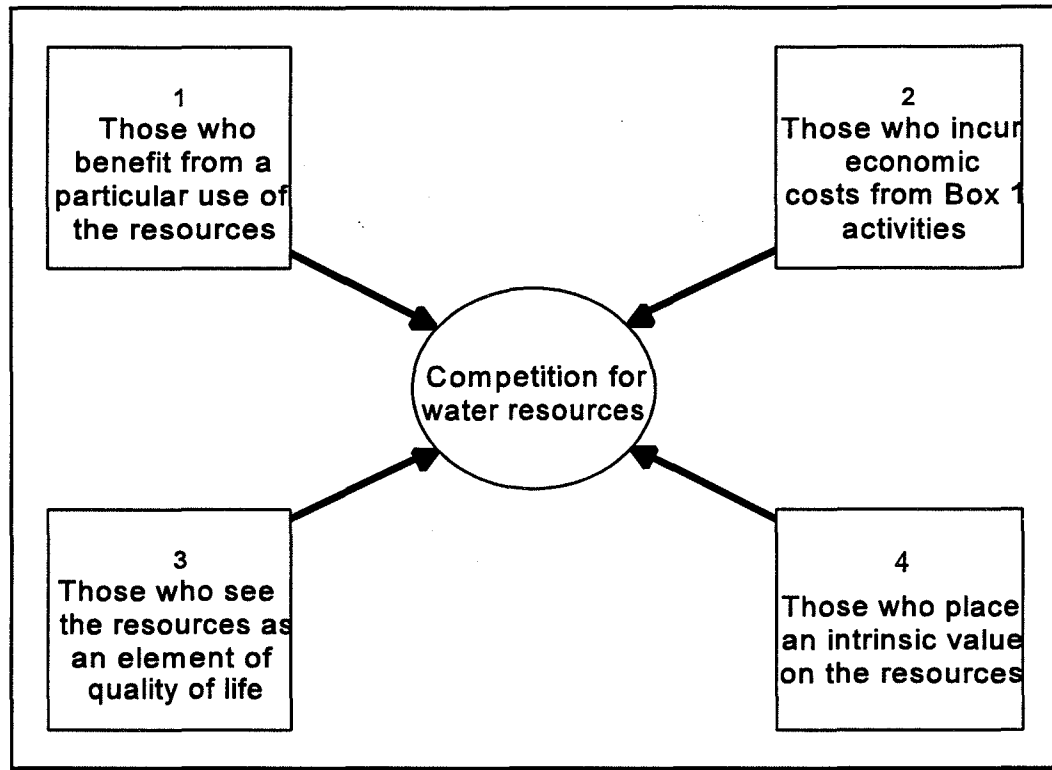 1
Those who
benefit from a
particular use of
the resources
2
Those who incur
economic
costs from Box 1
activities
Competition for
water resources
3
Those who see
the resources as
an element of
quality of life
4
Those who place
an intrinsic value
on the resources